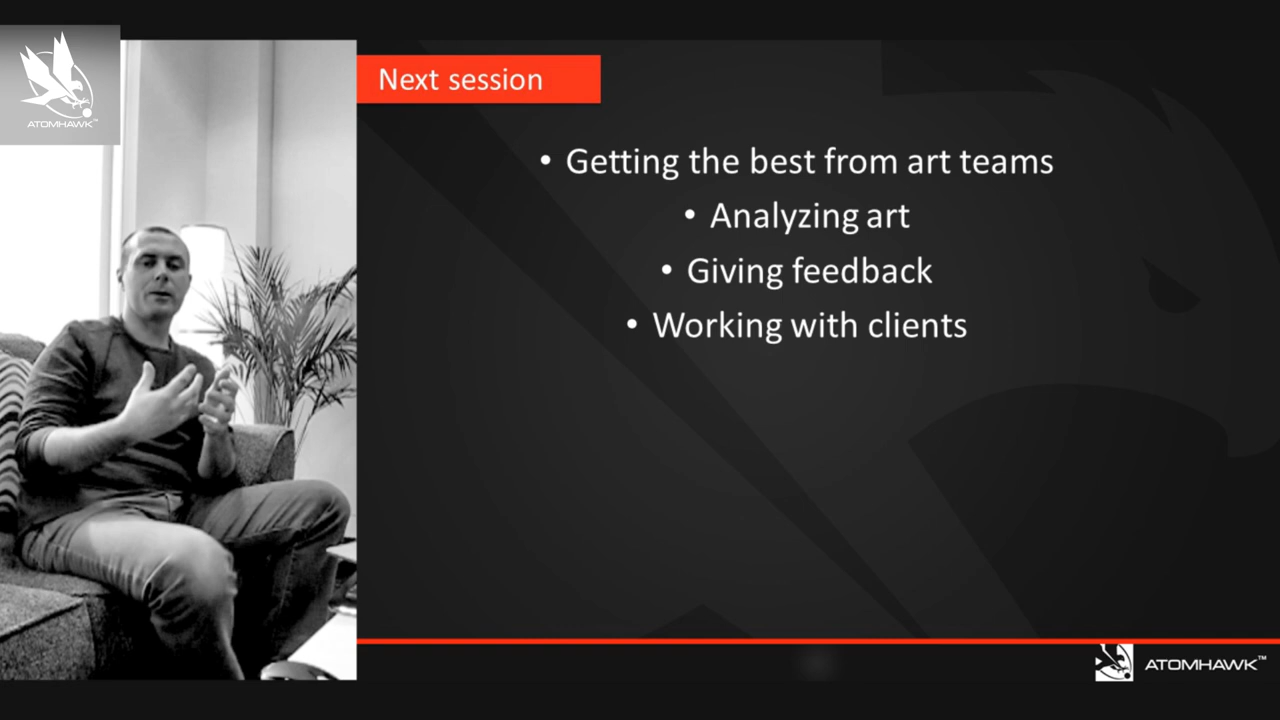 ATOMHAWK™
Next session
• Getting the best from art teams
• Analyzing art
• Giving feedback
• Working with clients
ATOMHAWK™